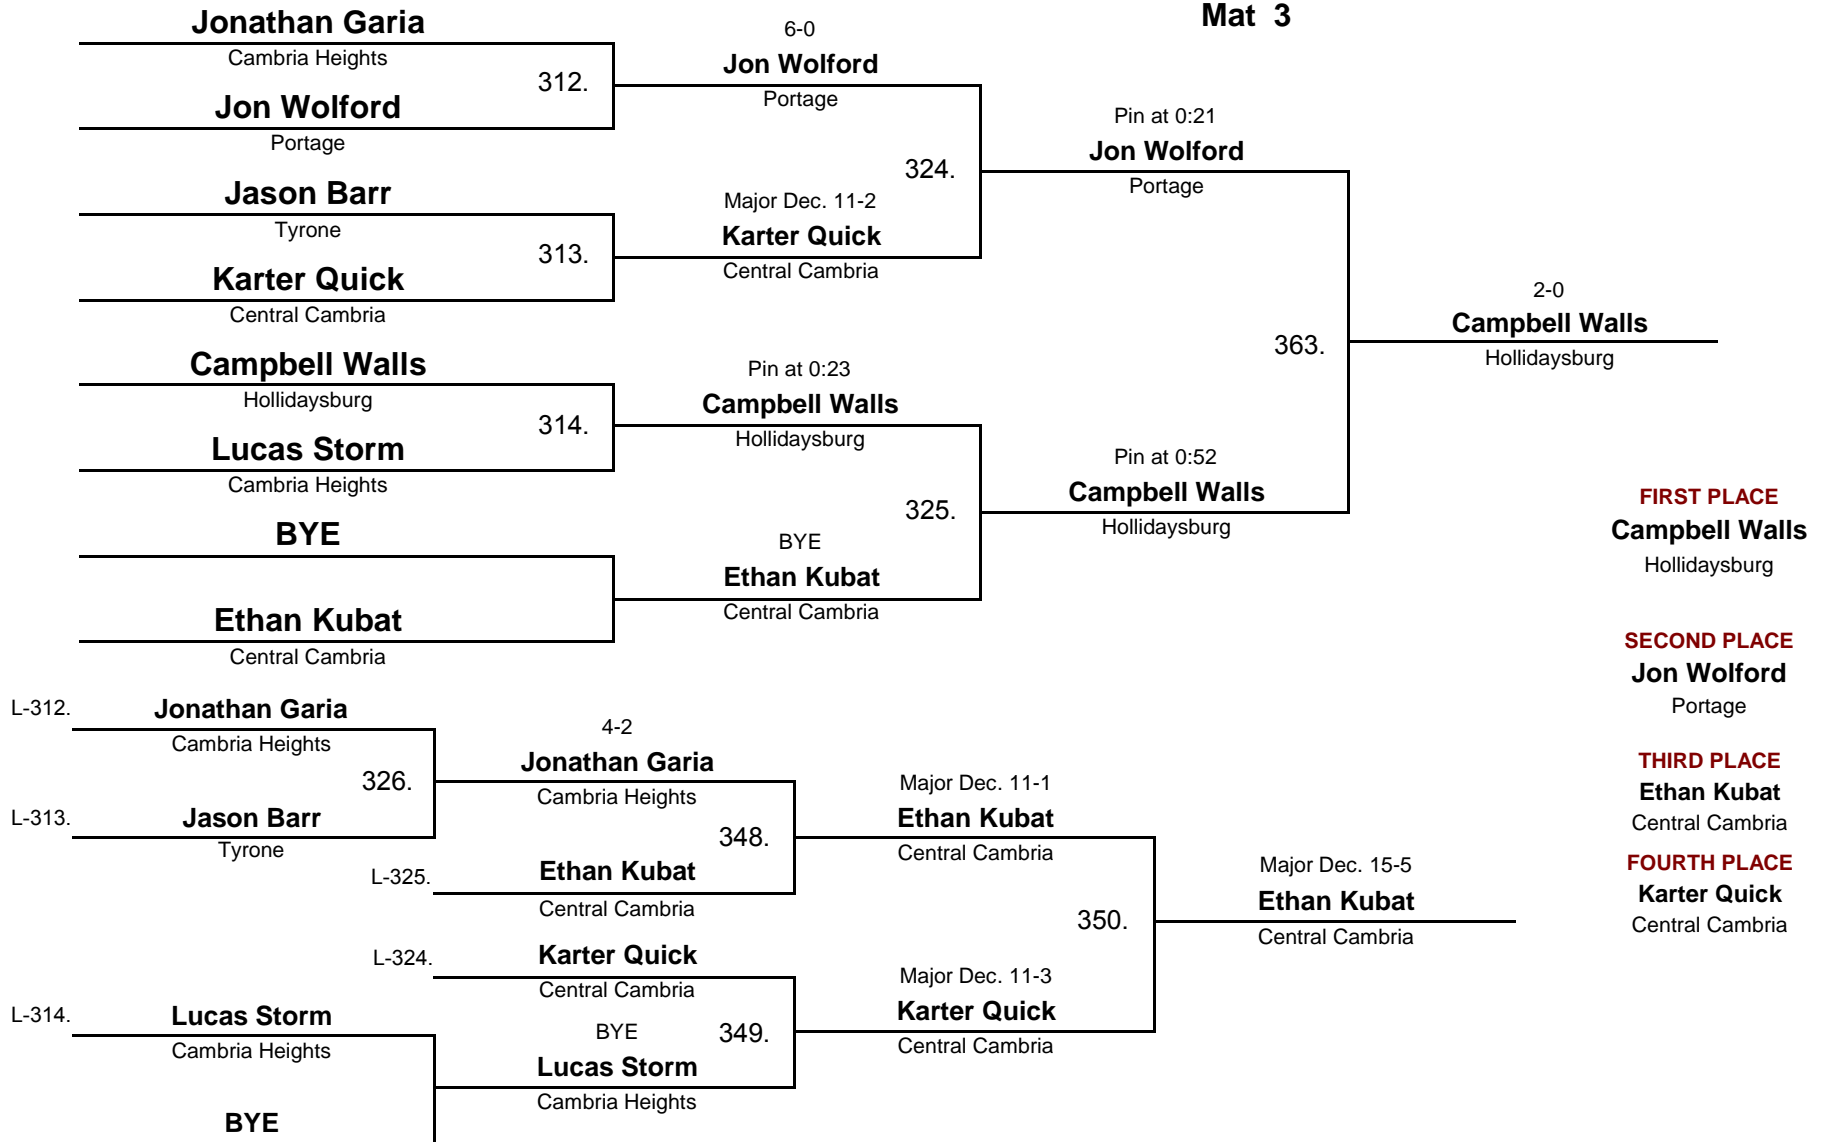 Mat 3
Jonathan Garia
Cambria Heights
312.
Jon Wolford
Portage
Jason Barr
Tyrone
313.
Karter Quick
Central Cambria
Campbell Walls
Hollidaysburg
314.
Lucas Storm
Cambria Heights
BYE
Ethan Kubat
Central Cambria
6-0
Jon Wolford
Portage
324.
Major Dec. 11-2
Karter Quick
Central Cambria
Pin at 0:23
Campbell Walls
Hollidaysburg
325.
BYE
Ethan Kubat
Central Cambria
Pin at 0:21
Jon Wolford
Portage
363.
Pin at 0:52
Campbell Walls
Hollidaysburg
2-0
Campbell Walls
Hollidaysburg
FIRST PLACE
Campbell Walls
Hollidaysburg
SECOND PLACE
Jon Wolford
Portage
THIRD PLACE
Ethan Kubat
Central Cambria
FOURTH PLACE
Karter Quick
Central Cambria
L-312.
Jonathan Garia
Cambria Heights
326.
L-313.
Jason Barr
Tyrone
4-2
Jonathan Garia
Cambria Heights
348.
L-325.
Ethan Kubat
Central Cambria
L-324.
Karter Quick
Central Cambria
349.
L-314.
Lucas Storm
Cambria Heights
BYE
BYE
Lucas Storm
Cambria Heights
Major Dec. 11-1
Ethan Kubat
Central Cambria
350.
Major Dec. 11-3
Karter Quick
Central Cambria
Major Dec. 15-5
Ethan Kubat
Central Cambria